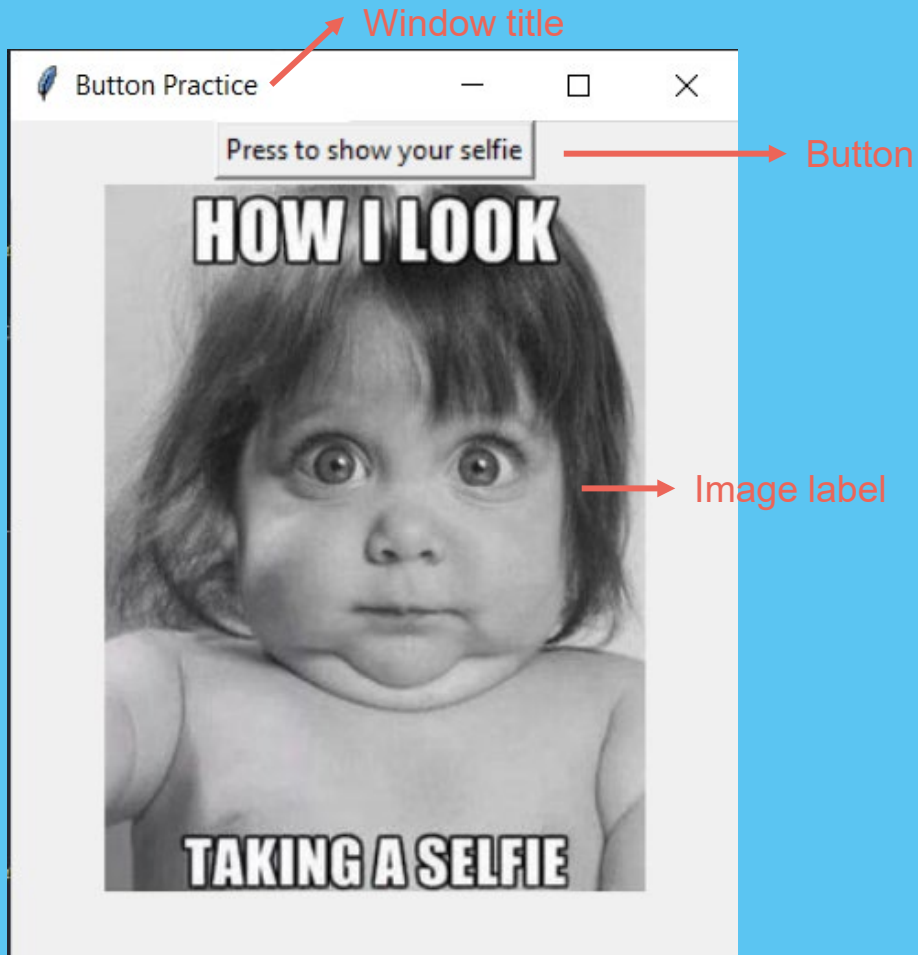 Window title
Button Practice
Press to show your selfie
Button
HOW I LOOK
Image label
TAKING A SELFIE